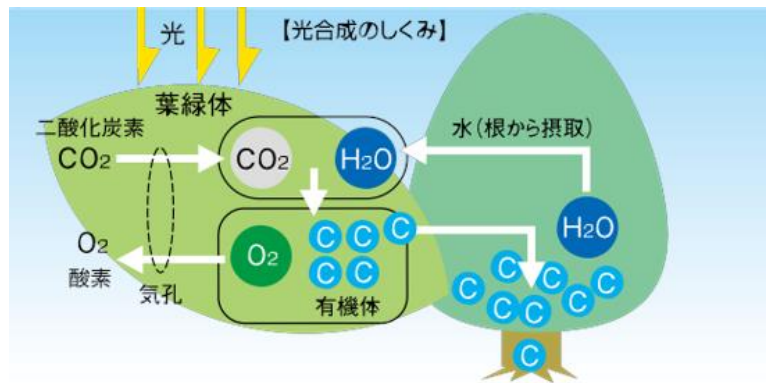 光
【光合成のしくみ】
葉緑体
二酸化炭素
CO2
CO2
H2O
水(根から摂取)
H2O
O2
酸素
気孔
O2
C C C
C C
有機体
C C C C C C C
C